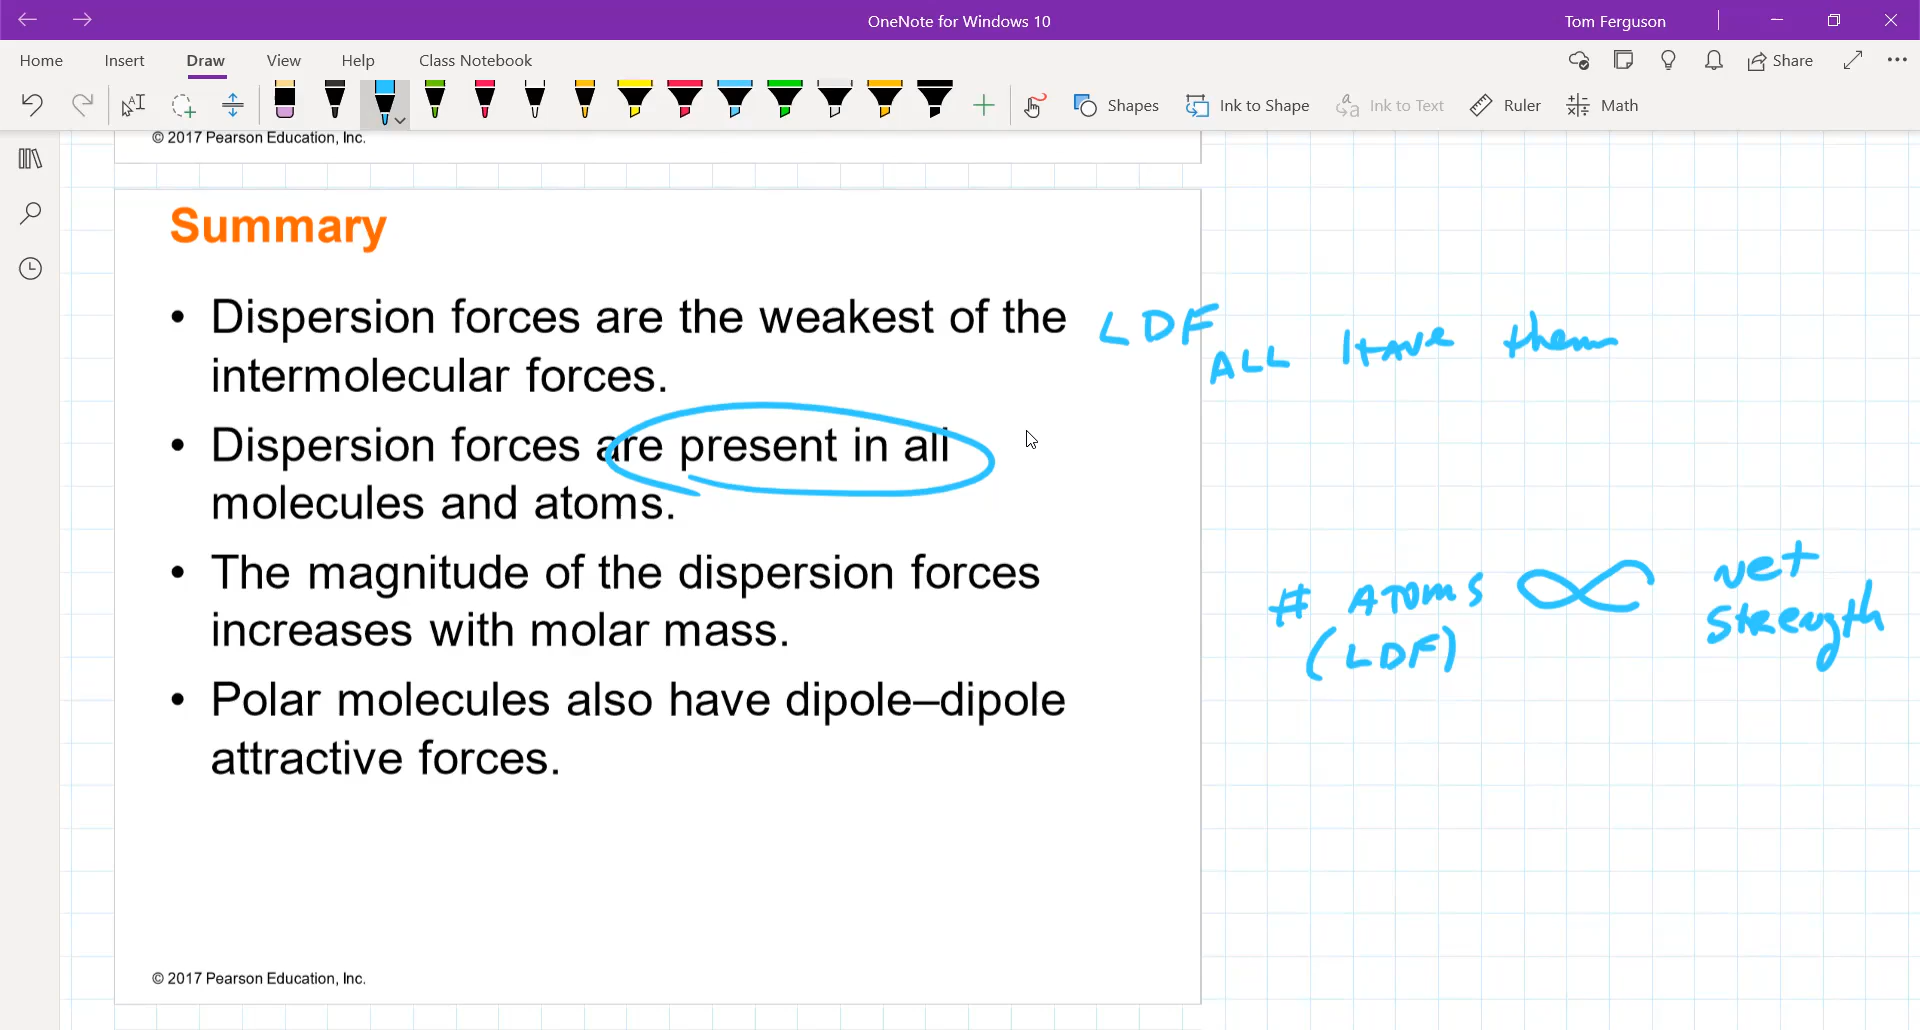 OneNote for Windows 10
Tom Ferguson
Home Insert Draw View Help Class Notebook
Share
Shapes Ink to Shape Ink to Text Ruler Math
© 2017 Pearson Education, Inc.
Summary
• Dispersion forces are the weakest of the
intermolecular forces.
LDF
ALL HAVE them
• Dispersion forces are present in all
molecules and atoms.
• The magnitude of the dispersion forces
increases with molar mass.
# ATOMS ∝ net
(LDF) strength
• Polar molecules also have dipole–dipole
attractive forces.
© 2017 Pearson Education, Inc.